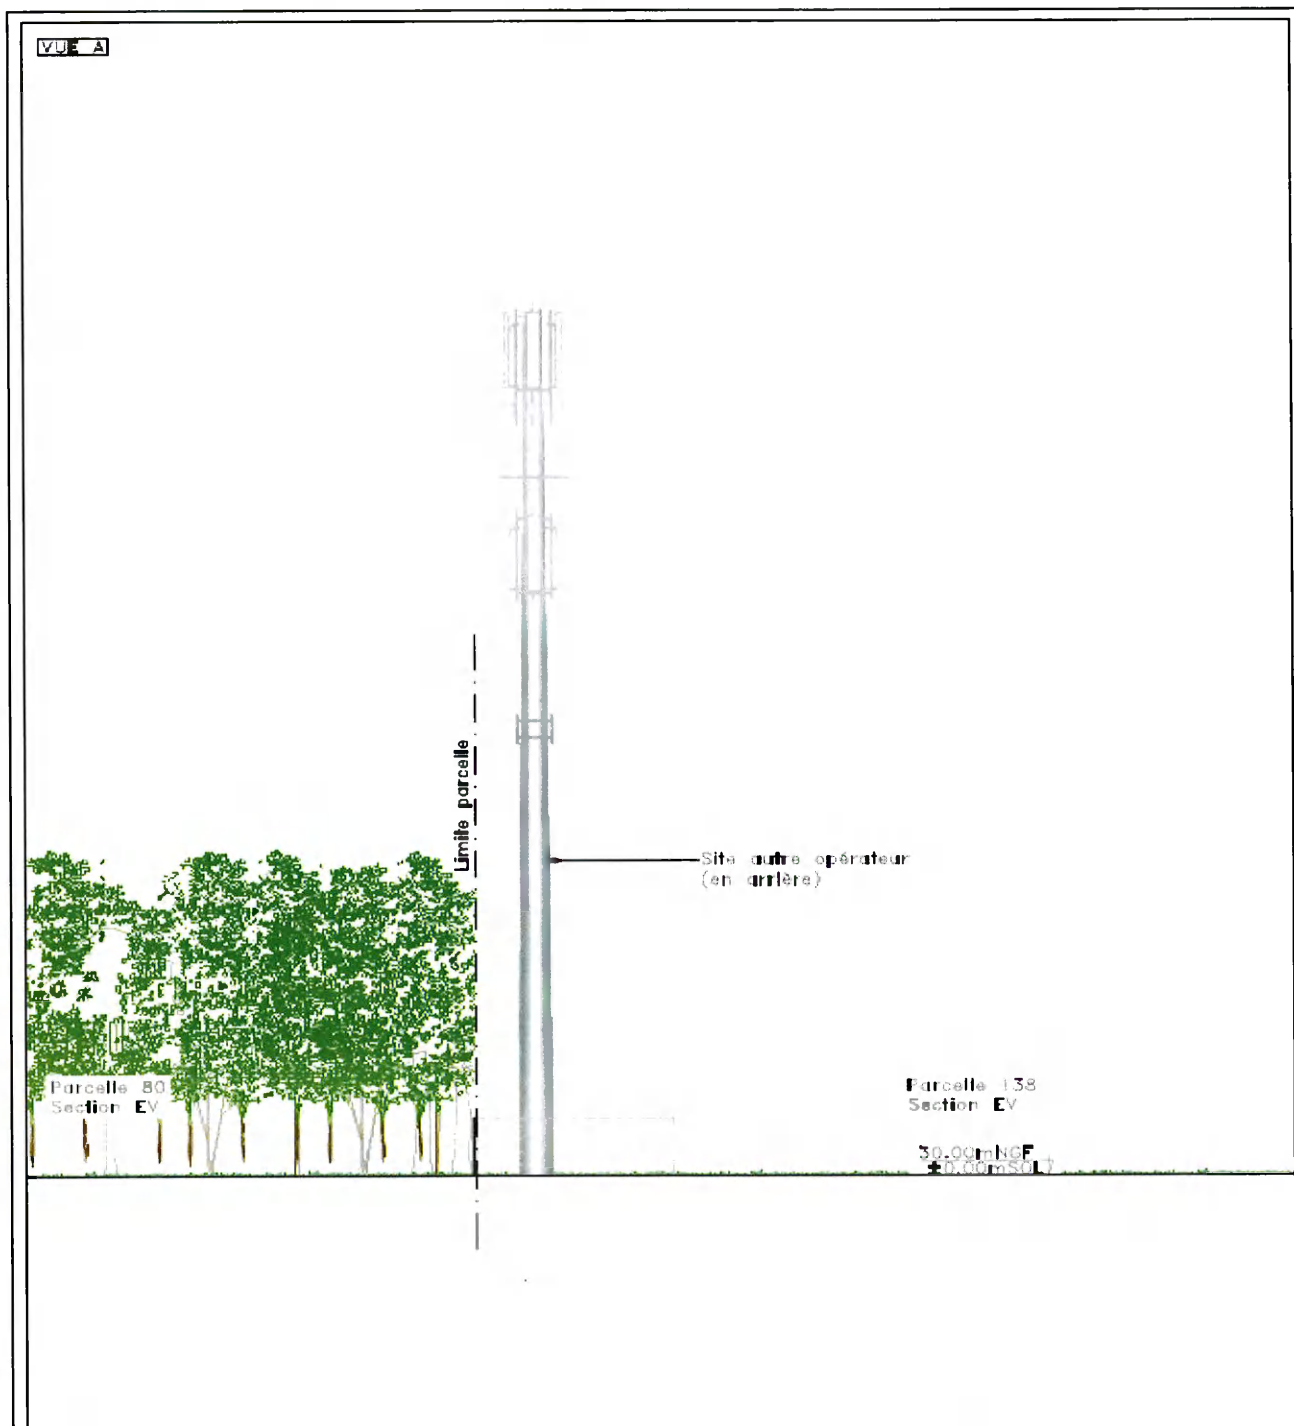 VUE A
Limite parcelle
Site autre opérateur
(en arrière)
Parcelle 80
Section EV
Parcelle 138
Section EV
30.00mNGF
±0.00mSOL